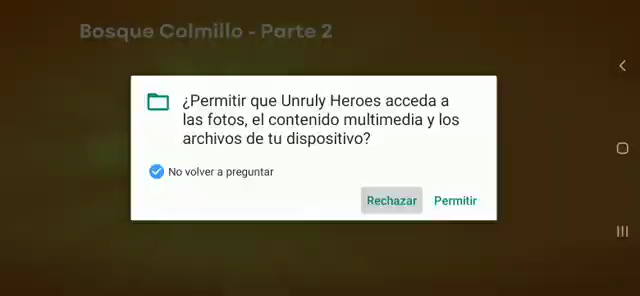 Bosque Colmillo - Parte 2
¿Permitir que Unruly Heroes acceda a
las fotos, el contenido multimedia y los
archivos de tu dispositivo?
No volver a preguntar
Rechazar Permitir